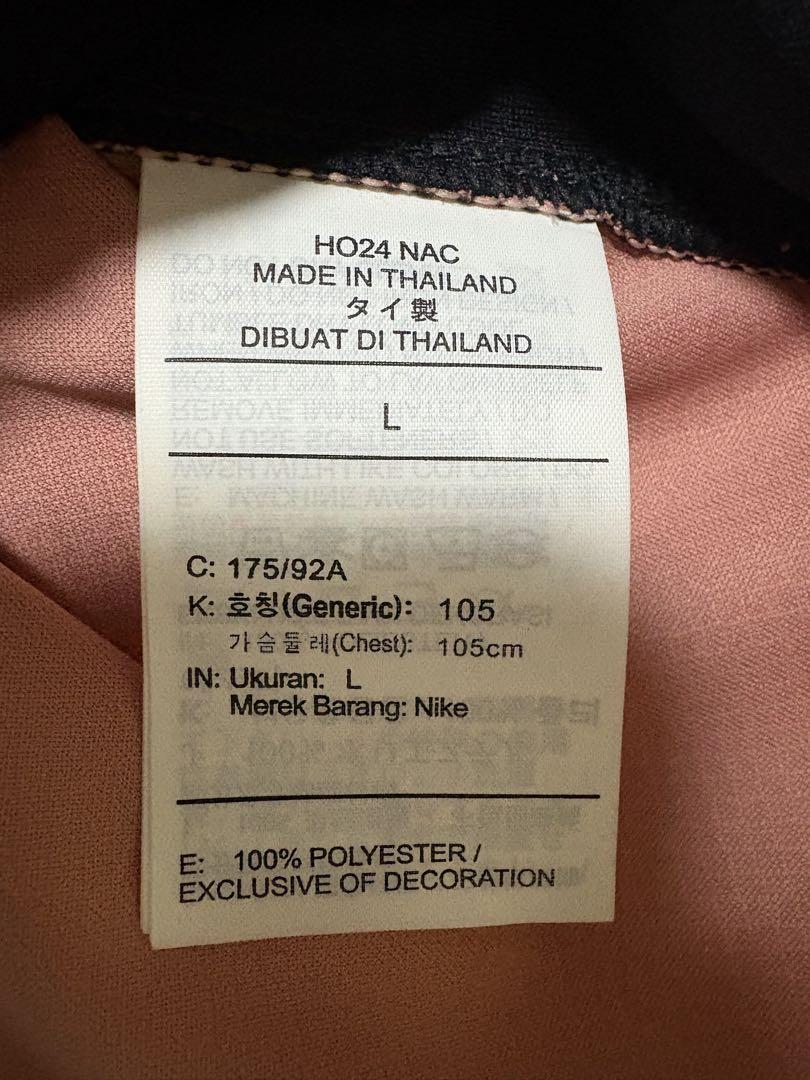 HO24 NAC
MADE IN THAILAND
タイ製
DIBUAT DI THAILAND
L
C: 175/92A
K: 호칭(Generic): 105
가슴둘레(Chest): 105cm
IN: Ukuran: L
Merek Barang: Nike
E: 100% POLYESTER /
EXCLUSIVE OF DECORATION